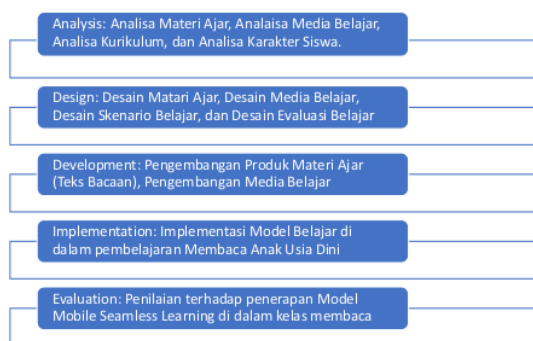 Analysis: Analisa Materi Ajar, Analaisa Media Belajar,
Analisa Kurikulum, dan Analisa Karakter Siswa.
Design: Desain Matari Ajar, Desain Media Belajar,
Desain Skenario Belajar, dan Desain Evaluasi Belajar
Development: Pengembangan Produk Materi Ajar
(Teks Bacaan), Pengembangan Media Belajar
Implementation: Implementasi Model Belajar di
dalam pembelajaran Membaca Anak Usia Dini
Evaluation: Penilaian terhadap penerapan Model
Mobile Seamless Learning di dalam kelas membaca